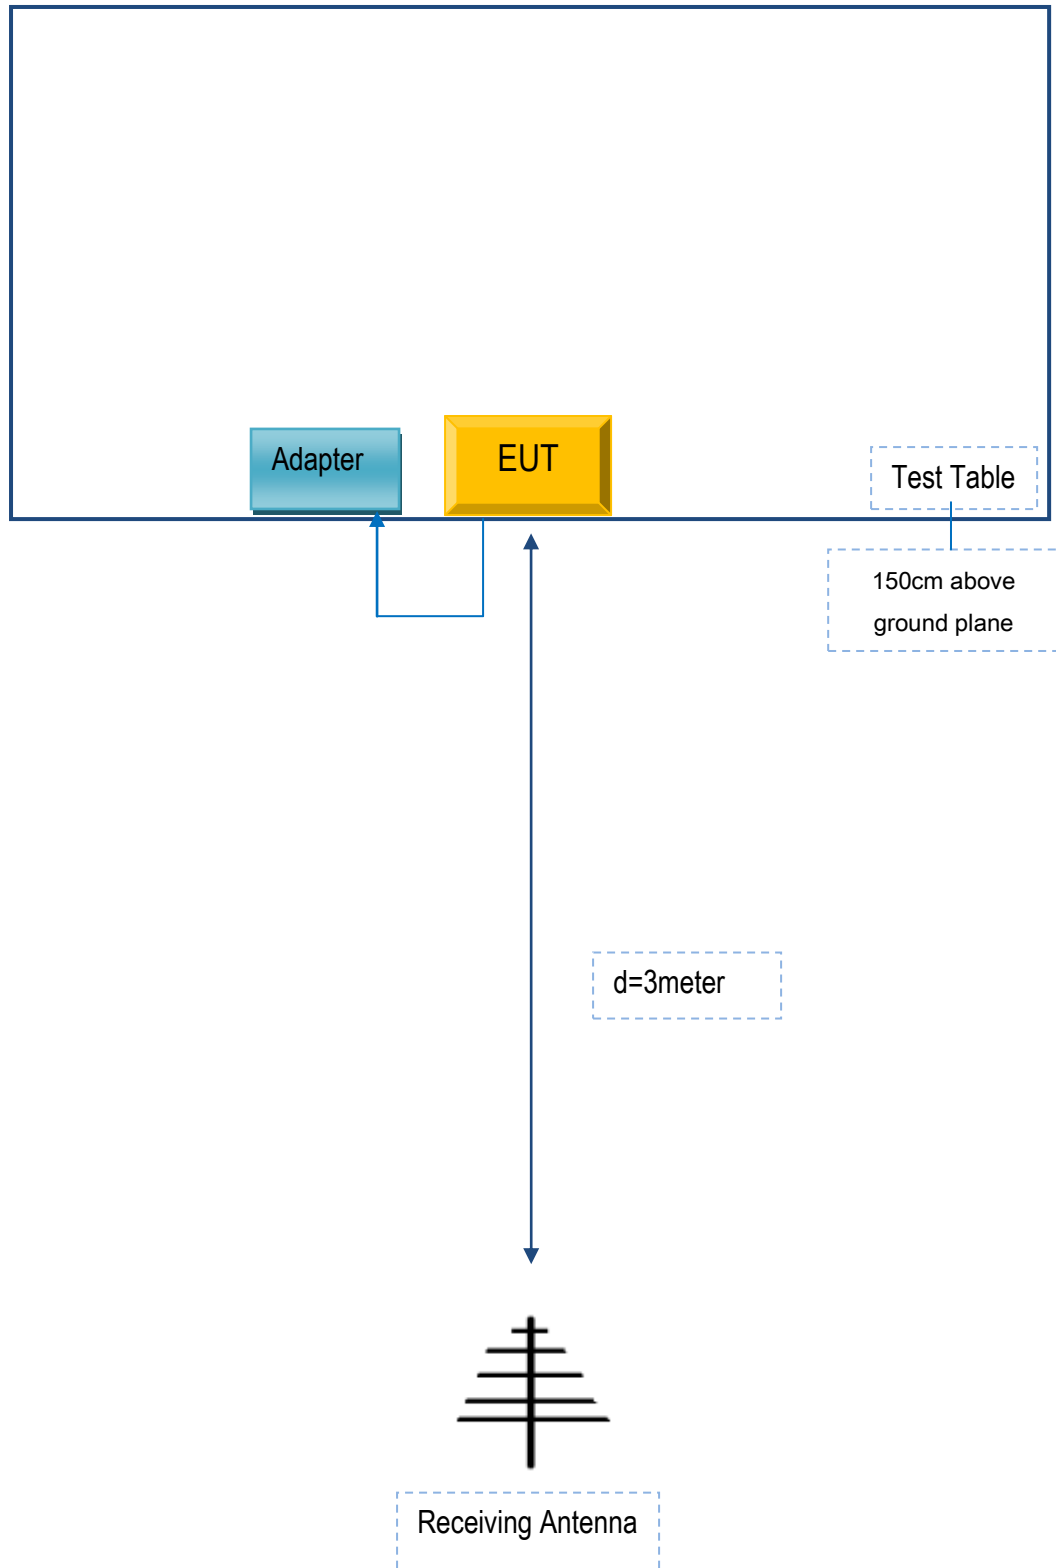 Adapter
EUT
Test Table
150cm above
ground plane
d=3meter
Receiving Antenna